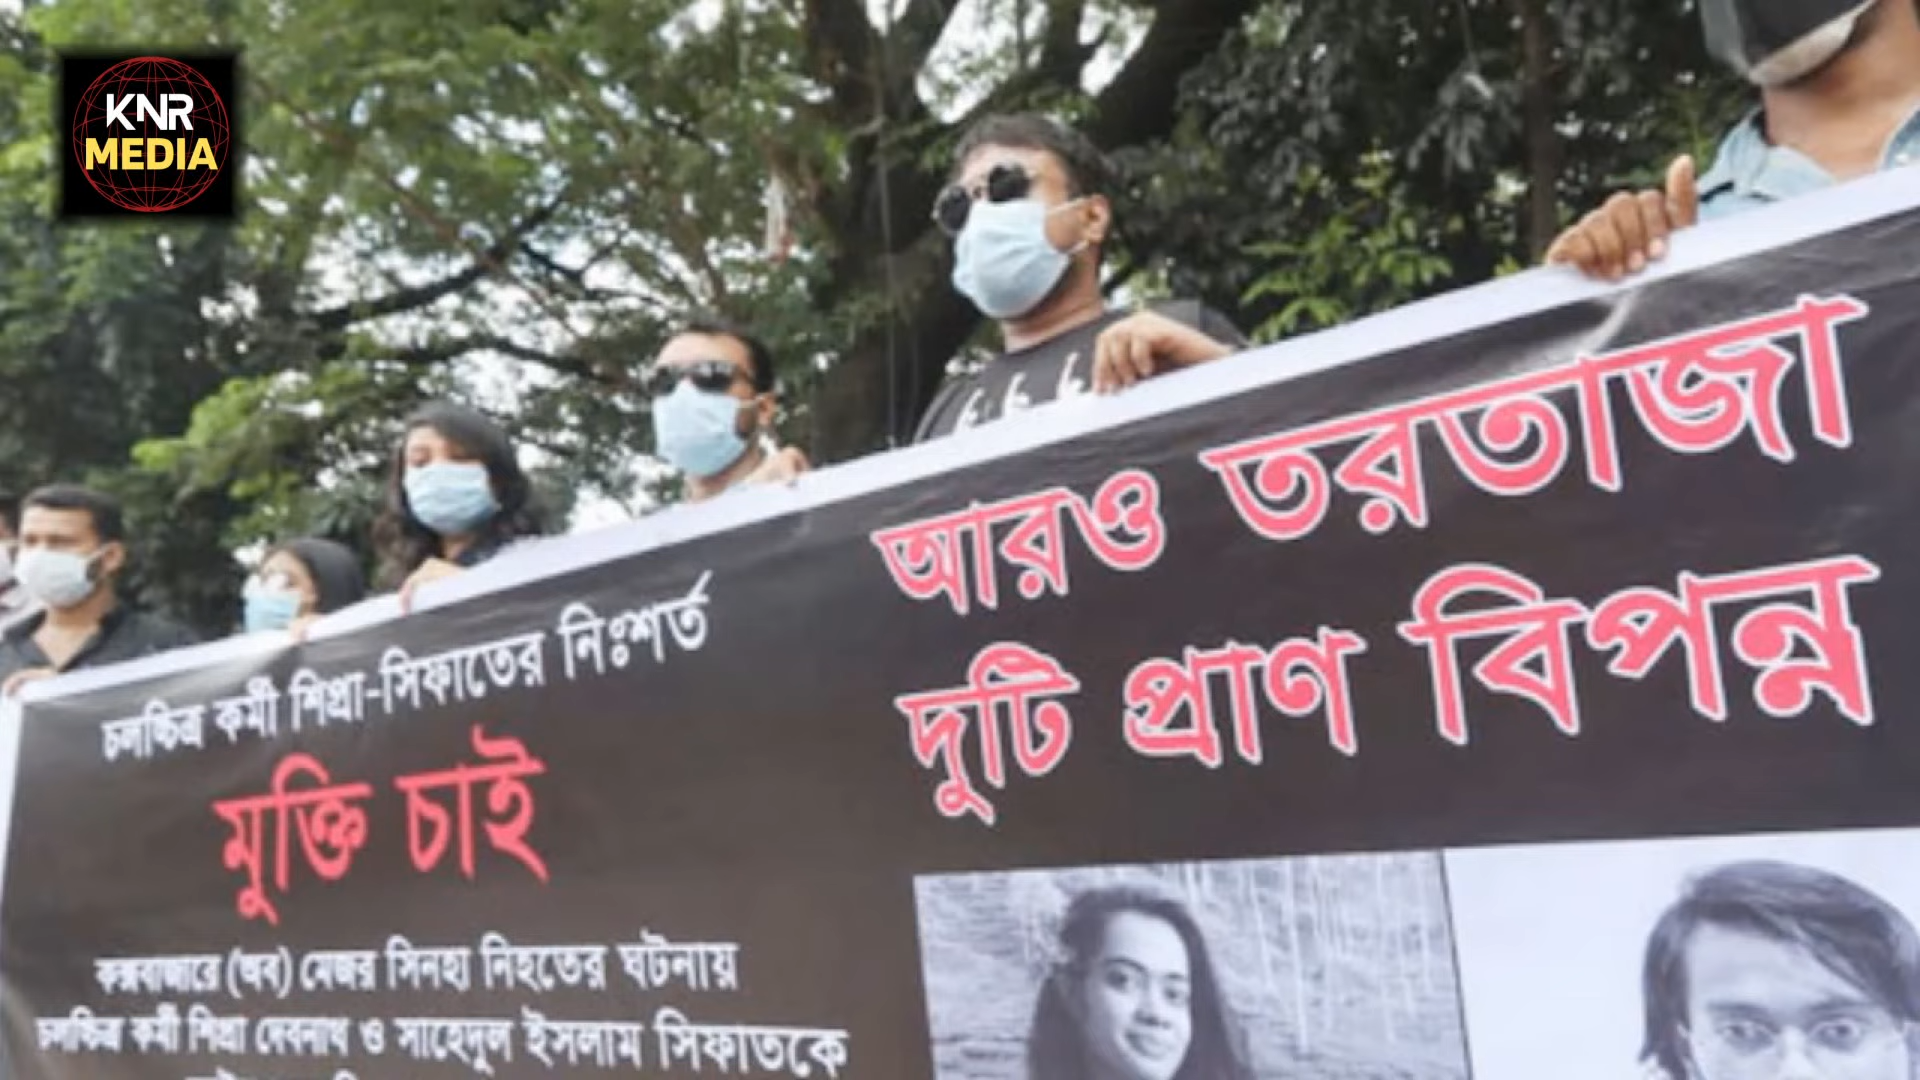 KNR
MEDIA
চলচ্চিত্র কর্মী শিপ্রা-সিফাতের নিঃশর্ত
মুক্তি চাই
কক্সবাজারে (অব) মেজর সিনহা নিহতের ঘটনায়
চলচ্চিত্র কর্মী শিপ্রা দেবনাথ ও সাহেদুল ইসলাম সিফাতকে
আরও তরতাজা
দুটি প্রাণ বিপন্ন